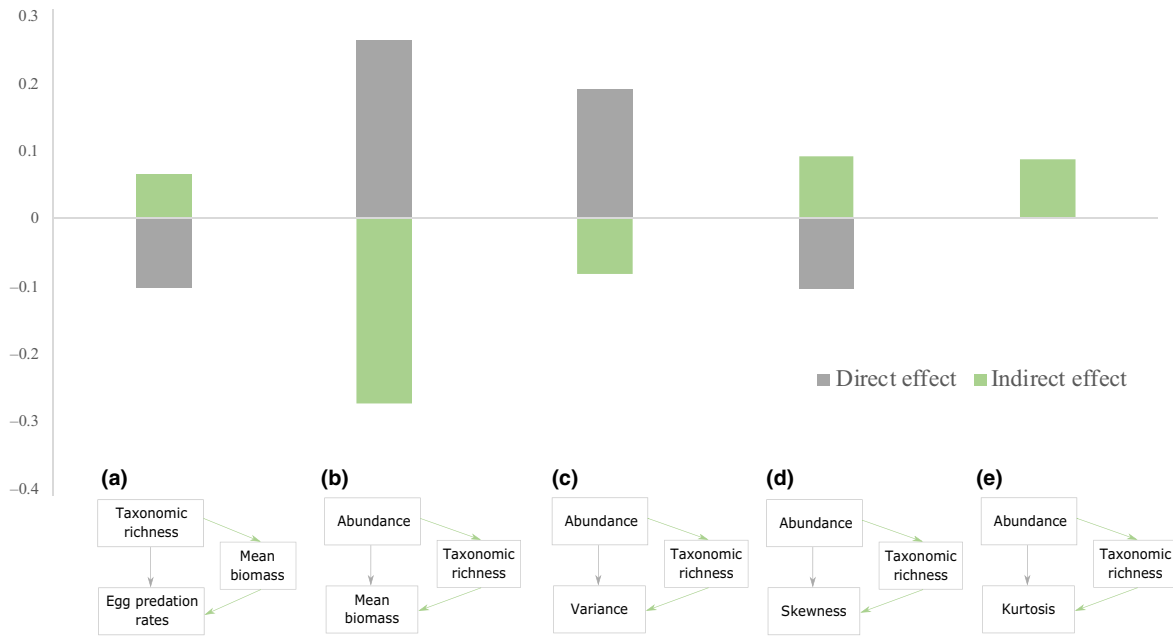 0.3
0.2
0.1
0
–0.1
–0.2
–0.3
–0.4
Direct effect Indirect effect
(a) (b) (c) (d) (e)
Taxonomic
richness
Mean
biomass
Egg predation
rates
Abundance
Taxonomic
richness
Mean
biomass
Abundance
Taxonomic
richness
Variance
Abundance
Taxonomic
richness
Skewness
Abundance
Taxonomic
richness
Kurtosis